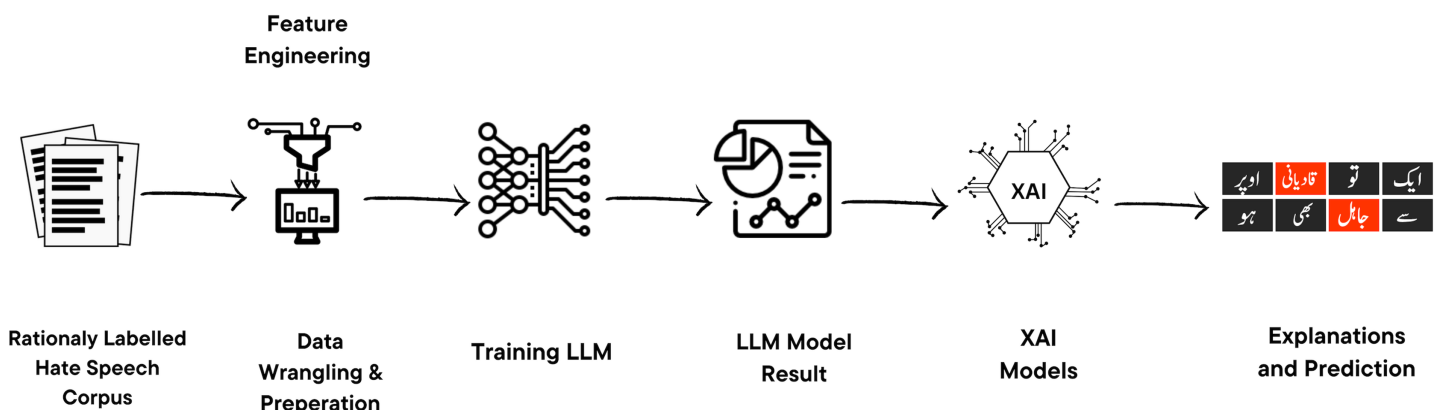 Feature
Engineering
XAI
ایک تو قادیانی اوپر
سے جاہل بھی ہو
Rationaly Labelled
Hate Speech
Corpus
Data
Wrangling &
Preperation
Training LLM
LLM Model
Result
XAI
Models
Explanations
and Prediction